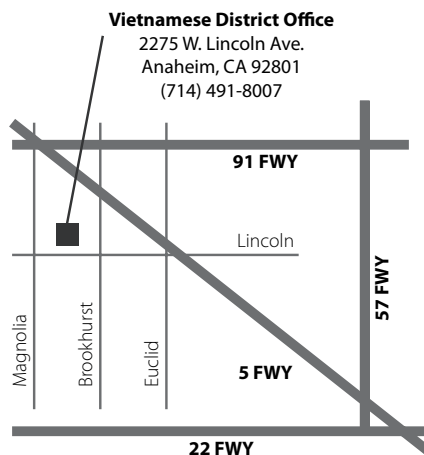 Vietnamese District Office
2275 W. Lincoln Ave.
Anaheim, CA 92801
(714) 491-8007
91 FWY
Lincoln
57 FWY
Magnolia
Brookhurst
Euclid
5 FWY
22 FWY